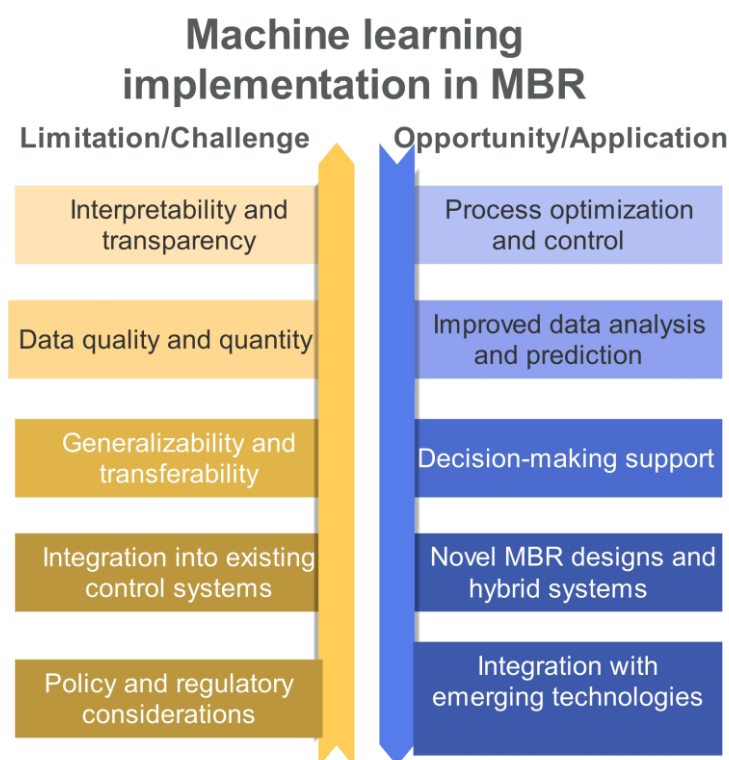 Machine learning
implementation in MBR
Limitation/Challenge
Opportunity/Application
Interpretability and
transparency
Process optimization
and control
Data quality and quantity
Improved data analysis
and prediction
Generalizability and
transferability
Decision-making support
Integration into existing
control systems
Novel MBR designs and
hybrid systems
Policy and regulatory
considerations
Integration with
emerging technologies